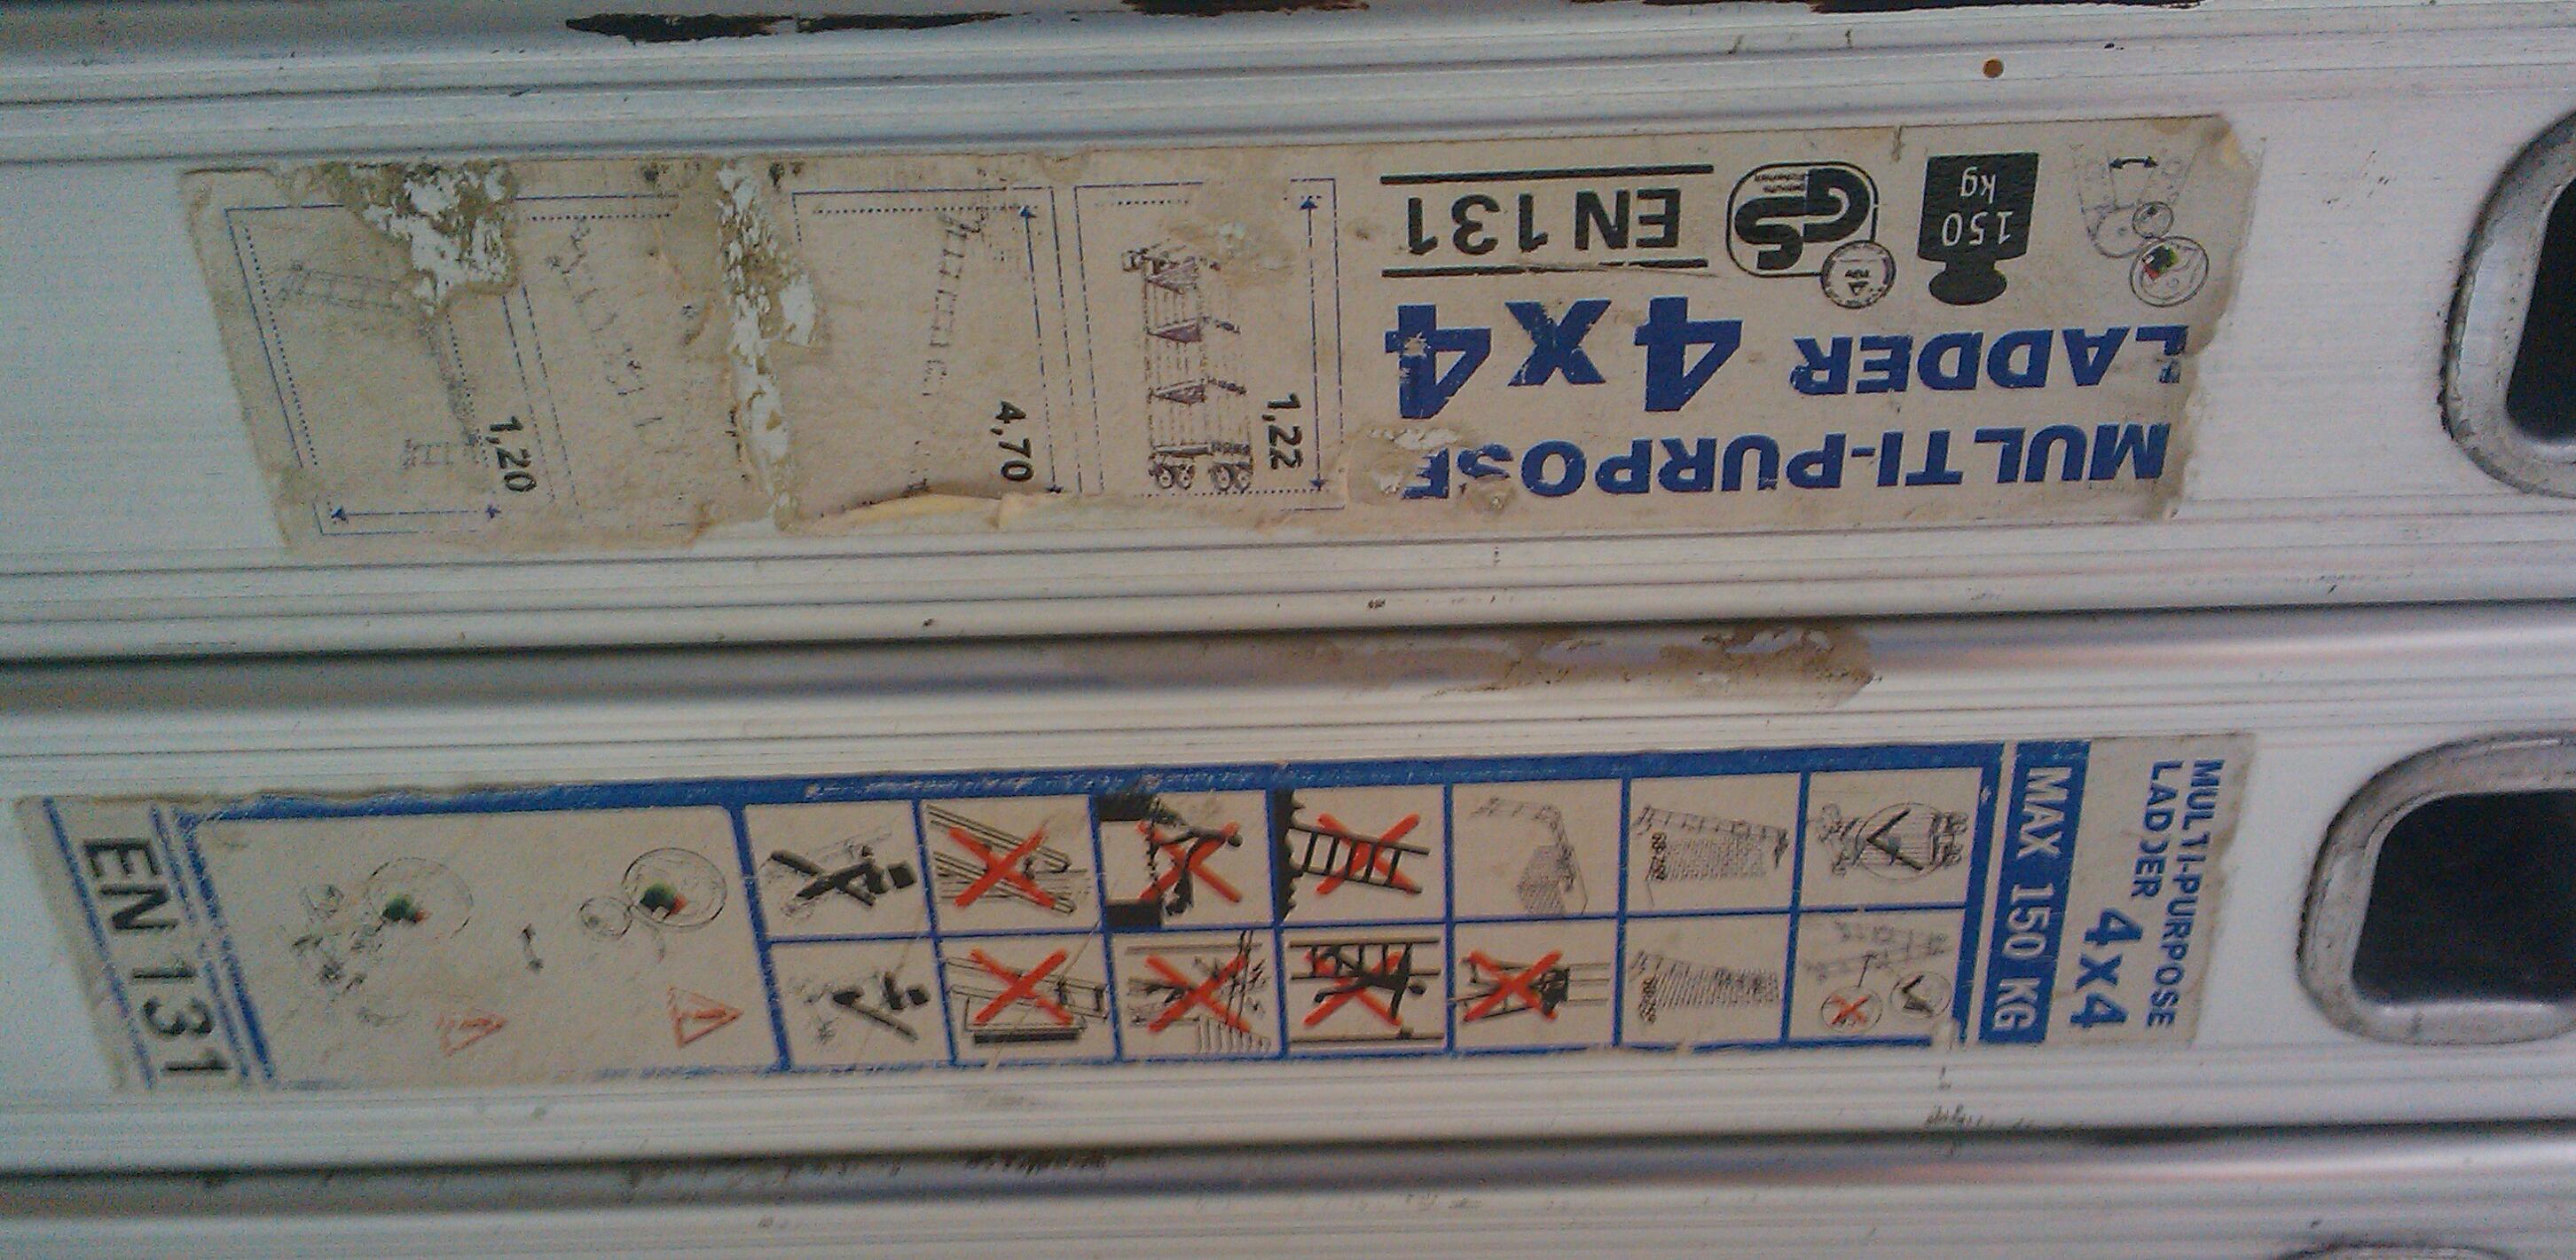 MULTI-PURPOSE
LADDER 4X4
150
kg
GS
EN 131
1,22
4,70
1,20
MULTI-PURPOSE
LADDER 4X4
MAX 150 KG
EN 131